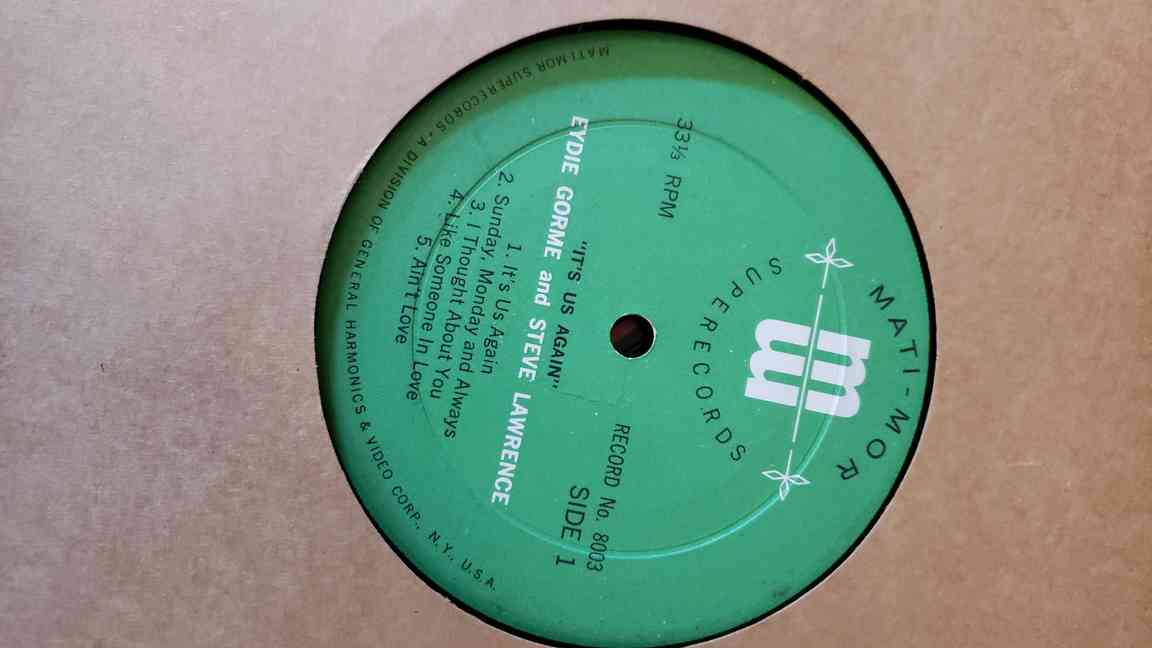 MATI-MOR
mm
SUPERECORDS
33⅓ RPM
RECORD No. 8003
SIDE 1
"IT'S US AGAIN"
EYDIE GORME and STEVE LAWRENCE
1. It's Us Again
2. Sunday, Monday and Always
3. I Thought About You
4. Like Someone In Love
5. Ain't Love
MATI-MOR SUPERECORDS • A DIVISION OF GENERAL HARMONICS & VIDEO CORP., N.Y., U.S.A.